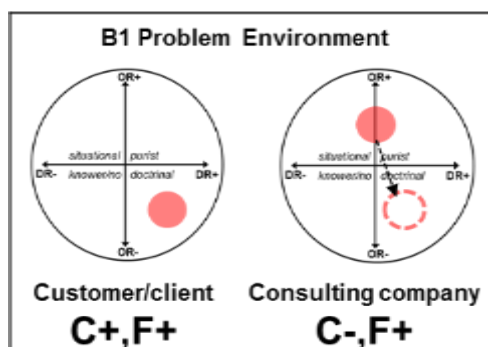 B1 Problem Environment
OR+ OR+
situational purist situational purist
DR- DR+ DR- DR+
knower/no doctrinal knower/no doctrinal
OR- OR-
Customer/client Consulting company
C+,F+ C-,F+